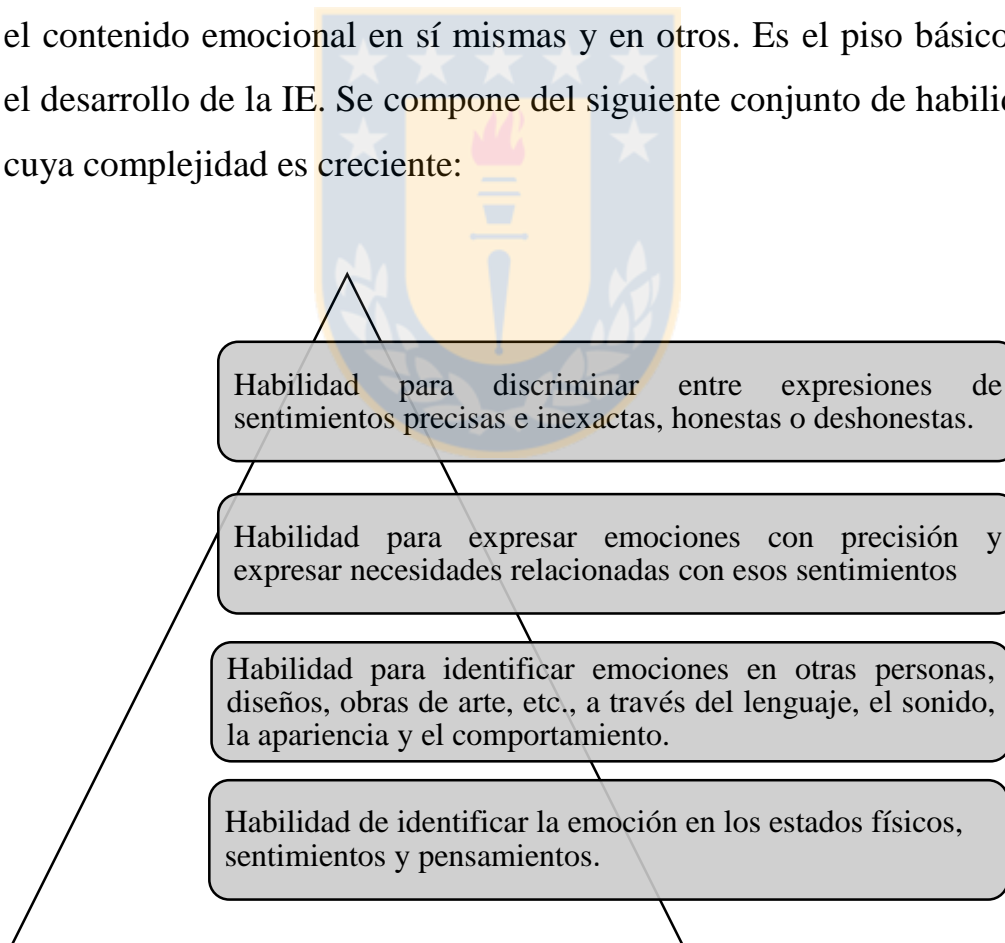 el contenido emocional en sí mismas y en otros. Es el piso básico
el desarrollo de la IE. Se compone del siguiente conjunto de
cuya complejidad es creciente:
Habilidad para discriminar entre expresiones de
sentimientos precisas e inexactas, honestas o deshonestas.
Habilidad para expresar emociones con precisión y
expresar necesidades relacionadas con esos sentimientos
Habilidad para identificar emociones en otras personas,
diseños, obras de arte, etc., a través del lenguaje, el sonido,
la apariencia y el comportamiento.
Habilidad de identificar la emoción en los estados físicos,
sentimientos y pensamientos.